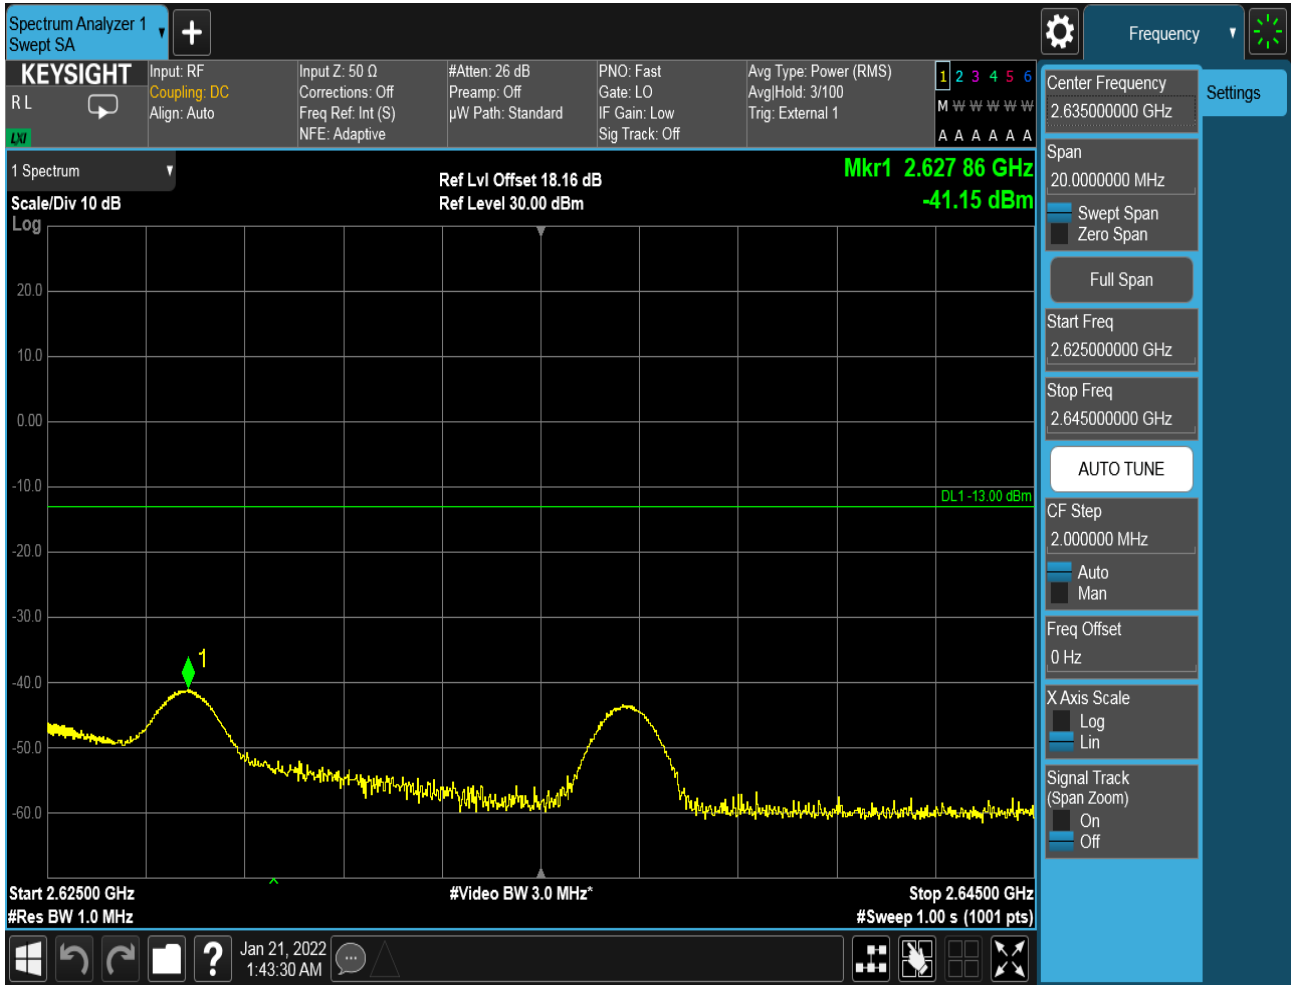 Spectrum Analyzer 1
Swept SA
Frequency
KEYSIGHT
R L
LXI
Input: RF
Coupling: DC
Align: Auto
Input Z: 50 Ω
Corrections: Off
Freq Ref: Int (S)
NFE: Adaptive
#Atten: 26 dB
Preamp: Off
µW Path: Standard
PNO: Fast
Gate: LO
IF Gain: Low
Sig Track: Off
Avg Type: Power (RMS)
Avg|Hold: 3/100
Trig: External 1
1 2 3 4 5 6
M W W W W W
A A A A A A
1 Spectrum
Scale/Div 10 dB
Log
Ref Lvl Offset 18.16 dB
Ref Level 30.00 dBm
Mkr1 2.627 86 GHz
-41.15 dBm
20.0
10.0
0.00
-10.0
DL1 -13.00 dBm
-20.0
-30.0
1
-40.0
-50.0
-60.0
Start 2.62500 GHz
#Res BW 1.0 MHz
#Video BW 3.0 MHz*
Stop 2.64500 GHz
#Sweep 1.00 s (1001 pts)
Center Frequency
2.635000000 GHz
Settings
Span
20.0000000 MHz
Swept Span
Zero Span
Full Span
Start Freq
2.625000000 GHz
Stop Freq
2.645000000 GHz
AUTO TUNE
CF Step
2.000000 MHz
Auto
Man
Freq Offset
0 Hz
X Axis Scale
Log
Lin
Signal Track
(Span Zoom)
On
Off
?
Jan 21, 2022
1:43:30 AM